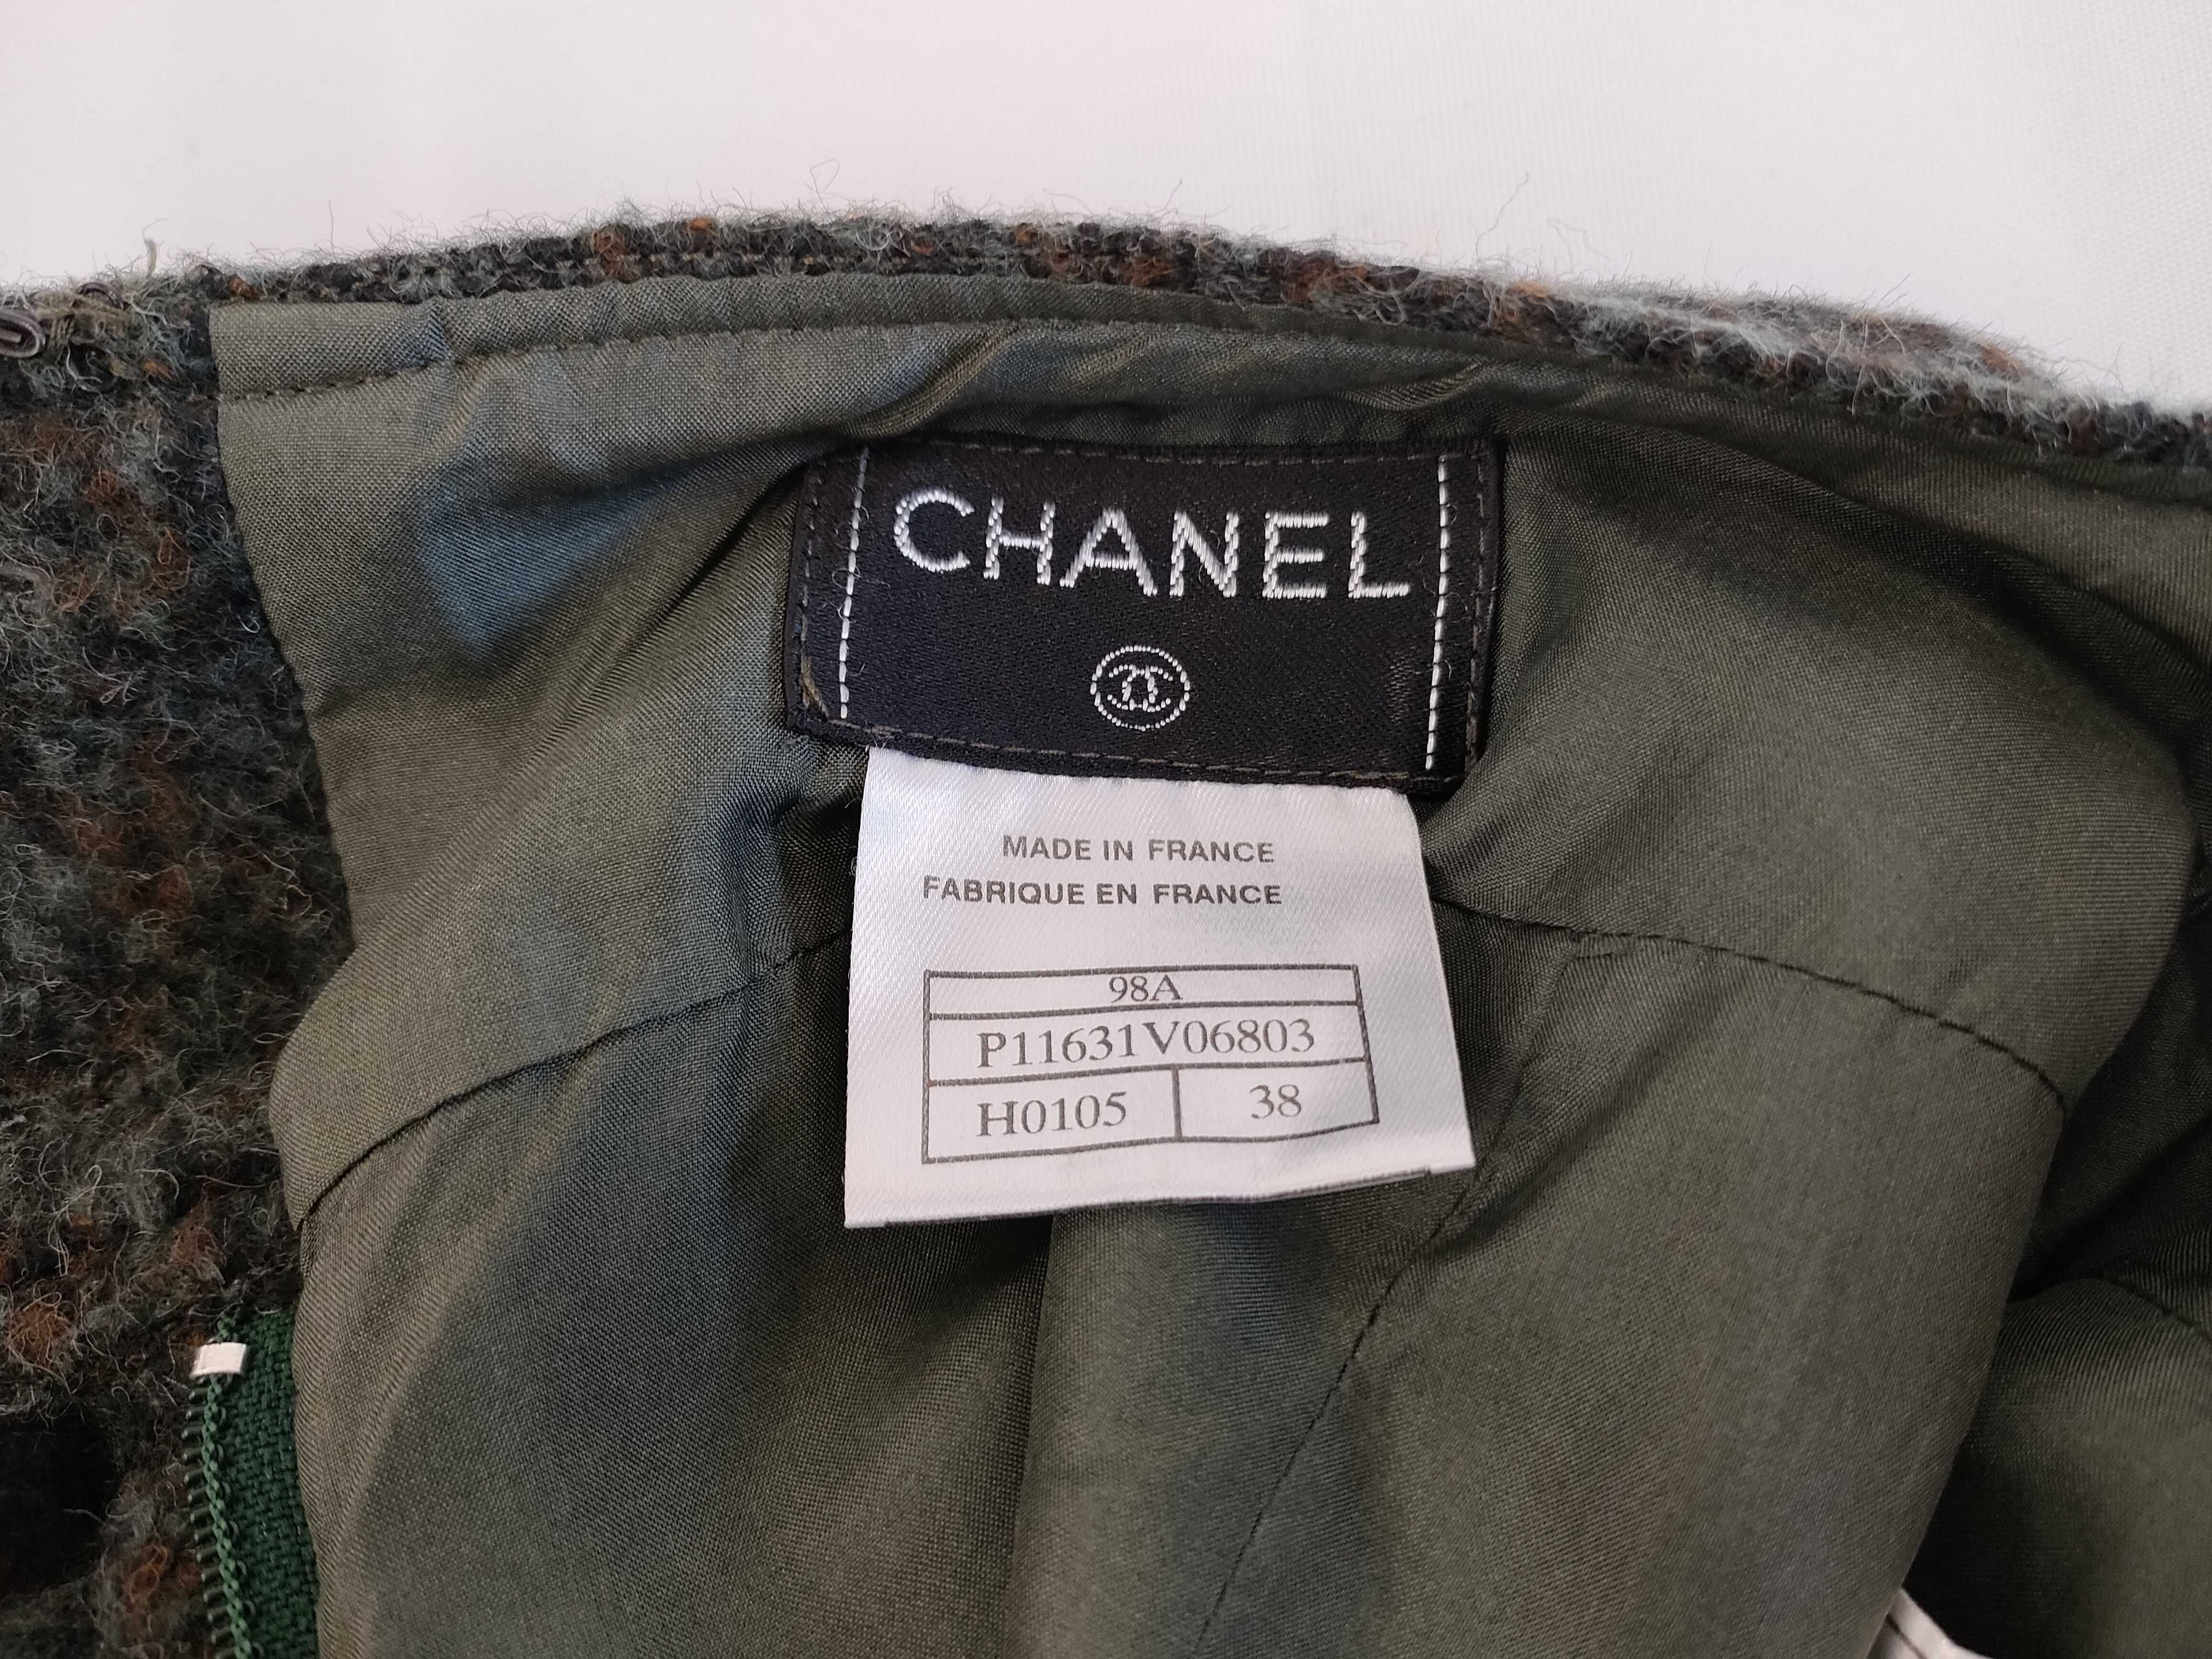 CHANEL
MADE IN FRANCE
FABRIQUE EN FRANCE
98A
P11631V06803
H0105 38